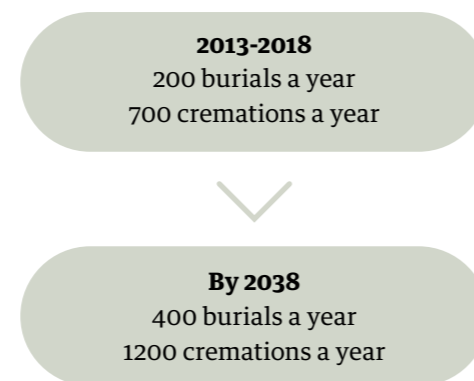 2013-2018
200 burials a year
700 cremations a year
By 2038
400 burials a year
1200 cremations a year